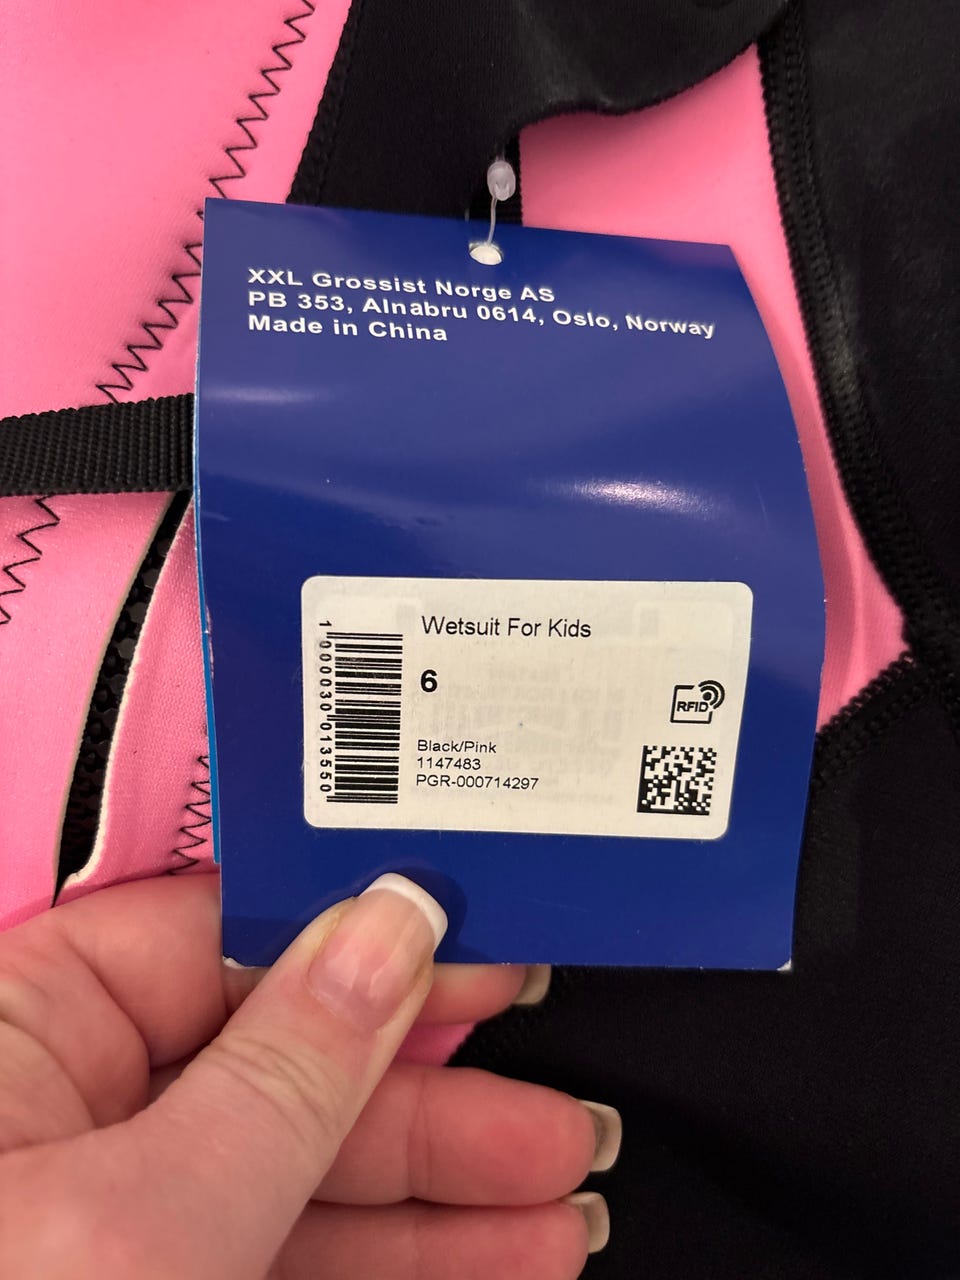 XXL Grossist Norge AS
PB 353, Alnabru 0614, Oslo, Norway
Made in China
Wetsuit For Kids
6
RFID
Black/Pink
1147483
PGR-000714297
1000030013550